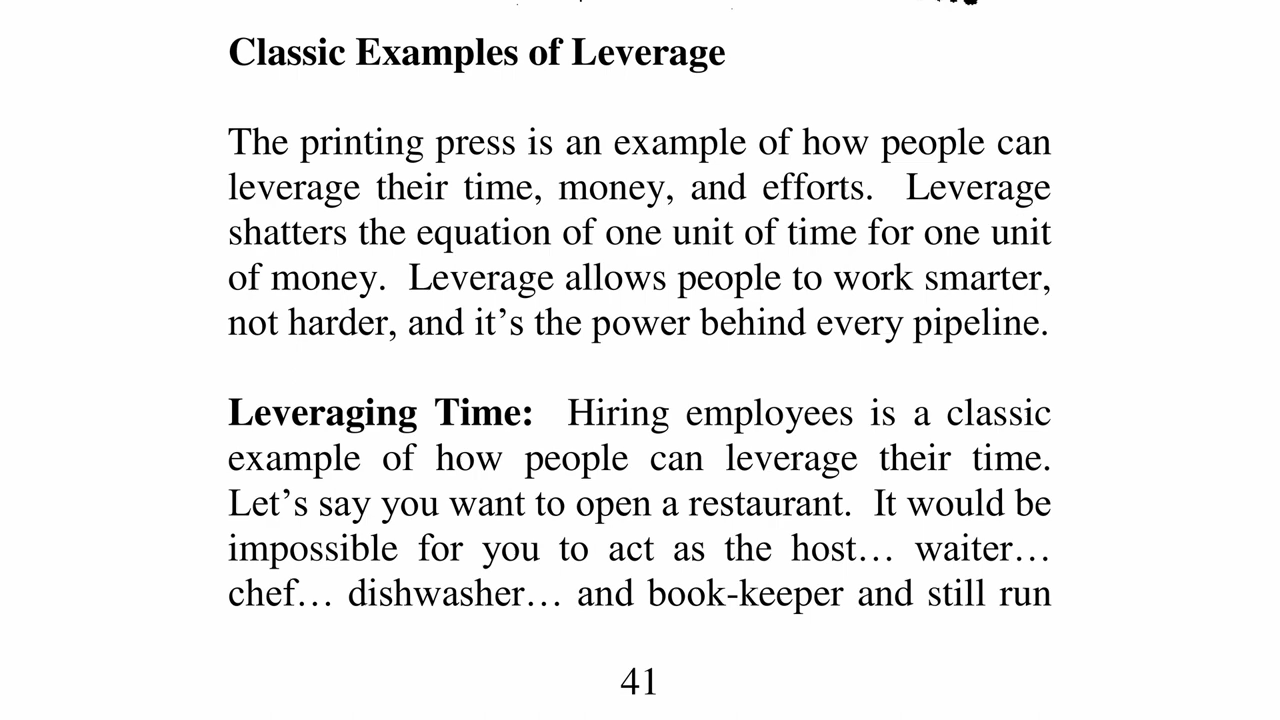 Classic Examples of Leverage
The printing press is an example of how people can
leverage their time, money, and efforts.  Leverage
shatters the equation of one unit of time for one unit
of money.  Leverage allows people to work smarter,
not harder, and it’s the power behind every pipeline.
Leveraging Time:  Hiring employees is a classic
example of how people can leverage their time.
Let’s say you want to open a restaurant.  It would be
impossible for you to act as the host… waiter…
chef… dishwasher… and book-keeper and still run
41